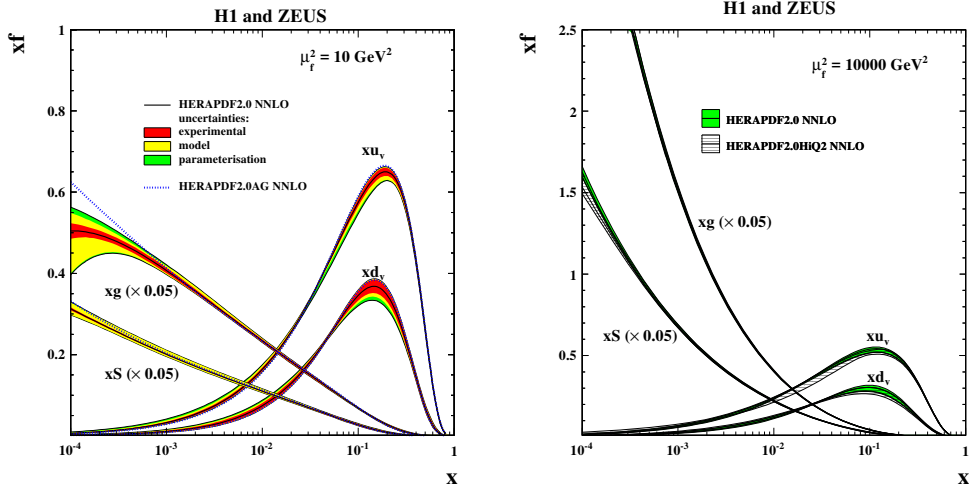 H1 and ZEUS
xf
μ_f^2 = 10 GeV^2
HERAPDF2.0 NNLO
uncertainties:
experimental
model
parameterisation
HERAPDF2.0AG NNLO
xu_v
xd_v
xg (× 0.05)
xS (× 0.05)
1
0.8
0.6
0.4
0.2
10^-4
10^-3
10^-2
10^-1
1
x
H1 and ZEUS
xf
μ_f^2 = 10000 GeV^2
HERAPDF2.0 NNLO
HERAPDF2.0HiQ2 NNLO
xg (× 0.05)
xS (× 0.05)
xu_v
xd_v
2.5
2
1.5
1
0.5
10^-4
10^-3
10^-2
10^-1
1
x